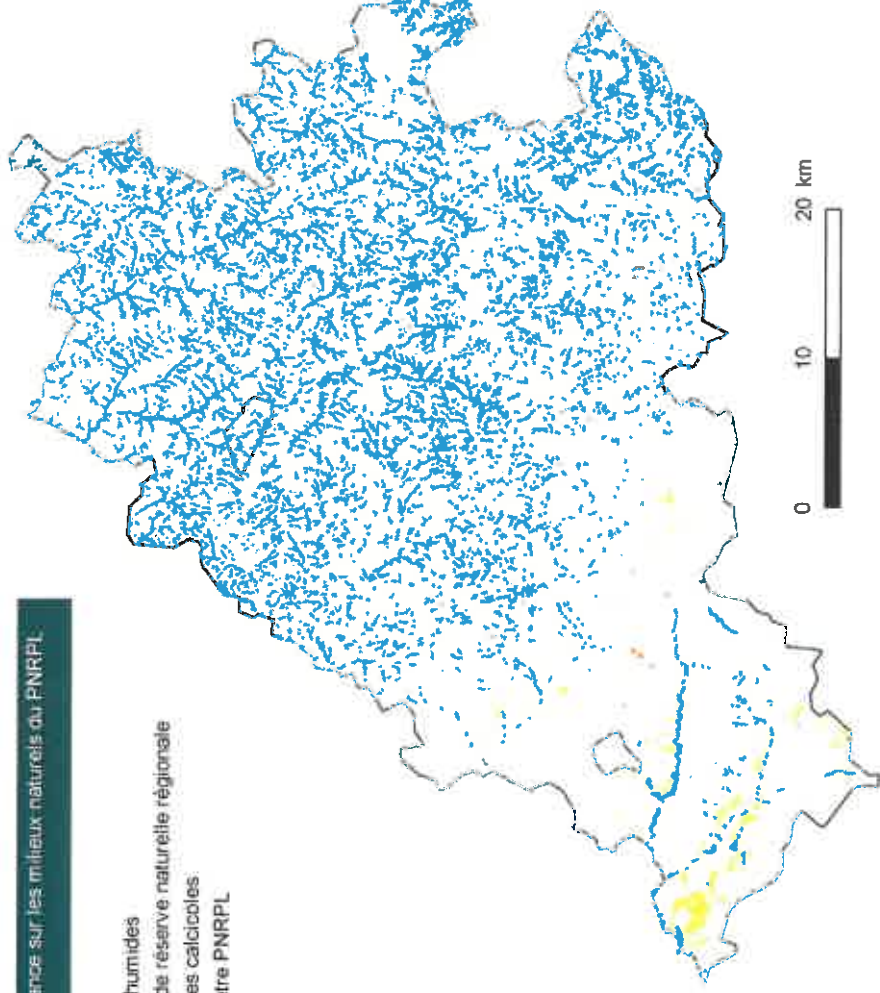 ance sur les milieux naturels du PNRPL
humides
de réserve naturelle régionale
es calcicoles
tre PNRPL
0 10 20 km